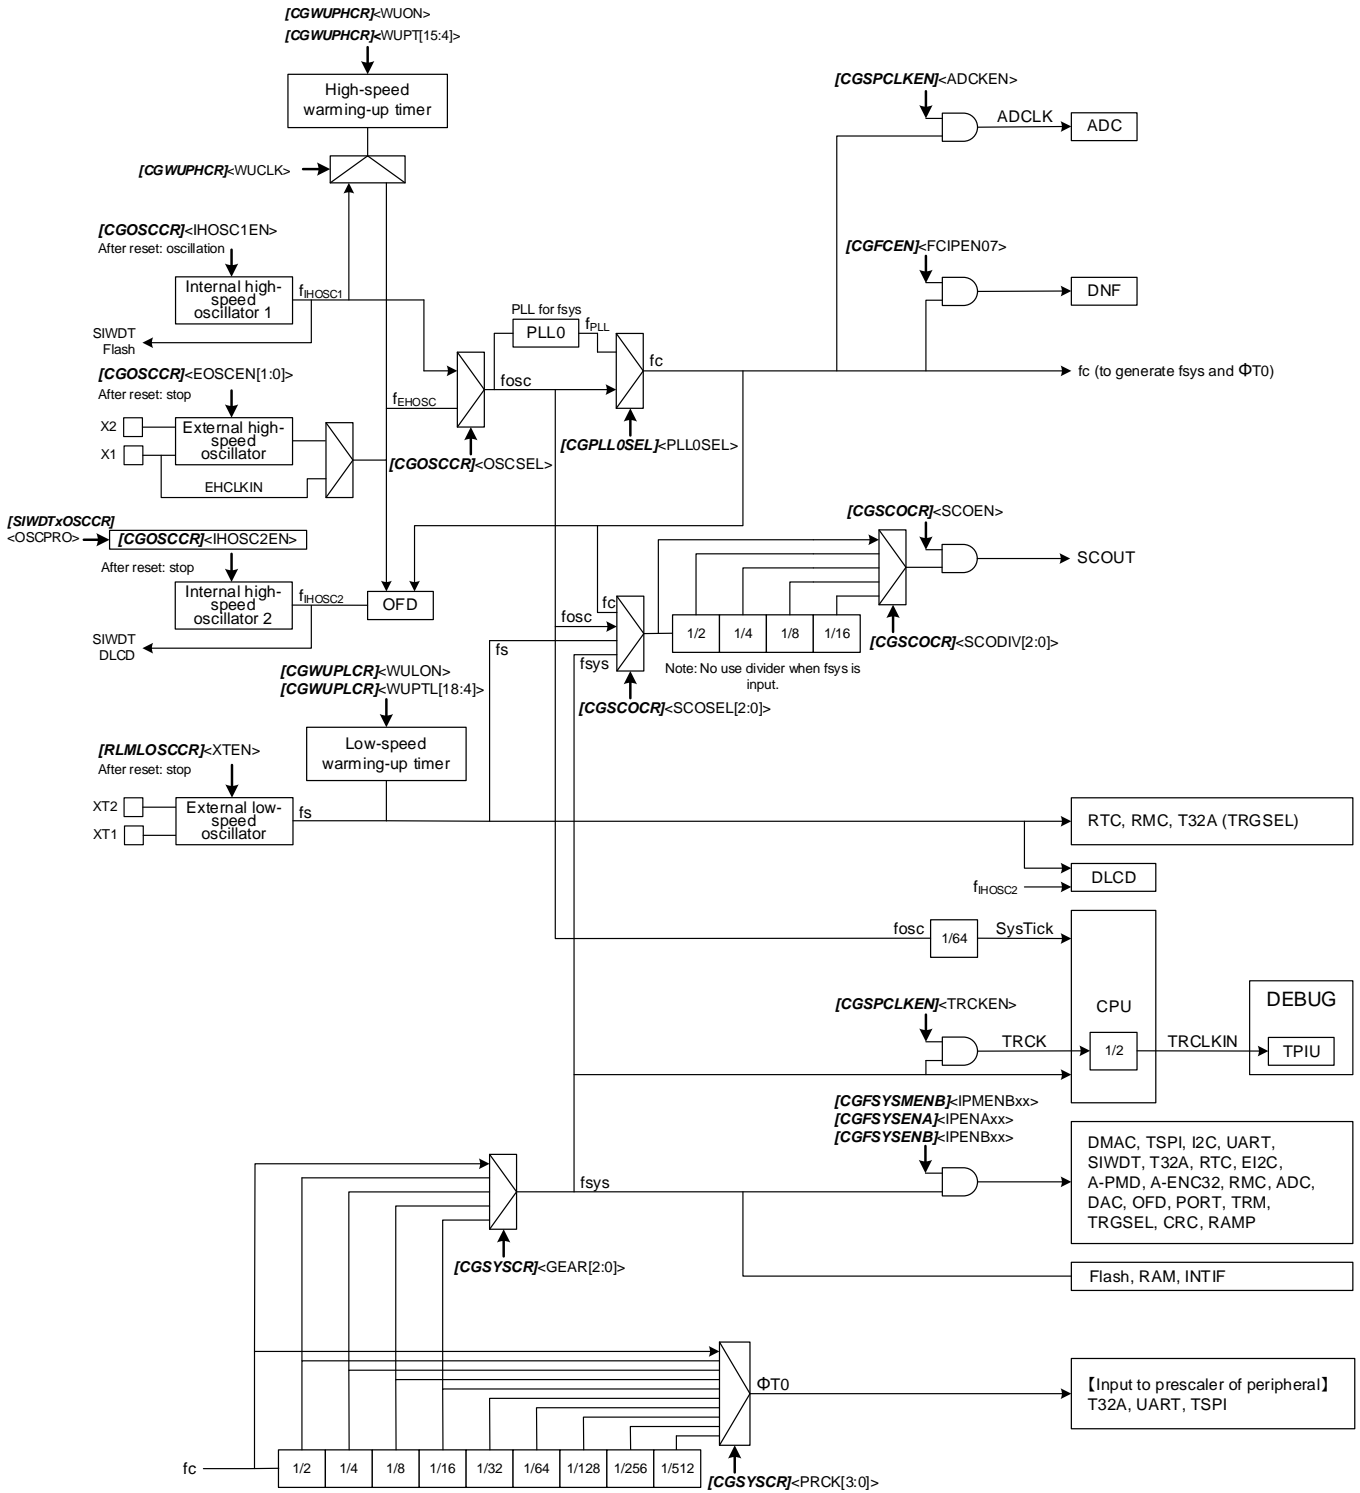 [CGWUPHCR]<WUON>
[CGWUPHCR]<WUPT[15:4]>
High-speed
warming-up timer
[CGWUPHCR]<WUCLK>
[CGSPCLKEN]<ADCKEN>
ADCLK
ADC
[CGOSCCR]<IHOSC1EN>
After reset: oscillation
Internal high-
speed
oscillator 1
fIHOSC1
SIWDT
Flash
[CGFCEN]<FCIPEN07>
DNF
PLL for fsys
PLL0
fPLL
fc
fc (to generate fsys and ΦT0)
fosc
[CGOSCCR]<EOSCEN[1:0]>
After reset: stop
X2
X1
External high-
speed
oscillator
EHCLKIN
fEHOSC
[CGOSCCR]<OSCSEL>
[CGPLL0SEL]<PLL0SEL>
[SIWDTxOSCCR]
<OSCPRO>
[CGOSCCR]<IHOSC2EN>
After reset: stop
Internal high-
speed
oscillator 2
fIHOSC2
OFD
SIWDT
DLCD
[CGSCOCR]<SCOEN>
SCOUT
fc
fosc
fs
fsys
1/2
1/4
1/8
1/16
[CGSCOCR]<SCODIV[2:0]>
Note: No use divider when fsys is
input.
[CGSCOCR]<SCOSEL[2:0]>
[CGWUPLCR]<WULON>
[CGWUPLCR]<WUPTL[18:4]>
Low-speed
warming-up timer
[RLMLOSCCR]<XTEN>
After reset: stop
XT2
XT1
External low-
speed
oscillator
fs
RTC, RMC, T32A (TRGSEL)
DLCD
fIHOSC2
fosc
1/64
SysTick
CPU
[CGSPCLKEN]<TRCKEN>
TRCK
1/2
TRCLKIN
DEBUG
TPIU
[CGFSYSMENB]<IPMENBxx>
[CGFSYSENA]<IPENAxx>
[CGFSYSENB]<IPENBxx>
DMAC, TSPI, I2C, UART,
SIWDT, T32A, RTC, EI2C,
A-PMD, A-ENC32, RMC, ADC,
DAC, OFD, PORT, TRM,
TRGSEL, CRC, RAMP
fsys
[CGSYSCR]<GEAR[2:0]>
Flash, RAM, INTIF
ΦT0
【Input to prescaler of peripheral】
T32A, UART, TSPI
fc
1/2
1/4
1/8
1/16
1/32
1/64
1/128
1/256
1/512
[CGSYSCR]<PRCK[3:0]>